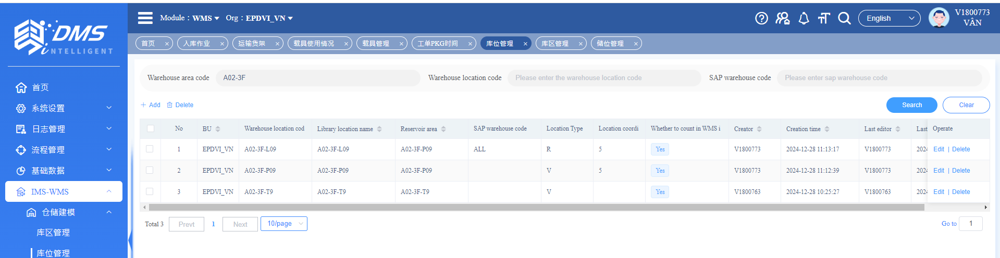 DMS
iNTELLIGENT
Module：WMS Org：EPDVI_VN
English
V1800773
VÂN
首页 × 入库作业 × 运输货架 × 载具使用情况 × 载具管理 × 工单PKG时间 × 库位管理 × 库区管理 × 储位管理 ×
首页
系统设置
日志管理
流程管理
基础数据
IMS-WMS
仓储建模
库区管理
库位管理
Warehouse area code A02-3F Warehouse location code Please enter the warehouse location code SAP warehouse code Please enter sap warehouse code
+ Add Delete Search Clear
No BU Warehouse location cod Library location name Reservoir area SAP warehouse code Location Type Location coordi Whether to count in WMS i Creator Creation time Last editor Last Operate
1 EPDVI_VN A02-3F-L09 A02-3F-L09 A02-3F-P09 ALL R 5 Yes V1800773 2024-12-28 11:13:17 V1800773 2024 Edit | Delete
2 EPDVI_VN A02-3F-P09 A02-3F-P09 A02-3F-P09 V 5 Yes V1800773 2024-12-28 11:12:39 V1800773 2024 Edit | Delete
3 EPDVI_VN A02-3F-T9 A02-3F-T9 A02-3F-T9 V Yes V1800763 2024-12-28 10:25:27 V1800763 2024 Edit | Delete
Total 3 Prevt 1 Next 10/page Go to 1